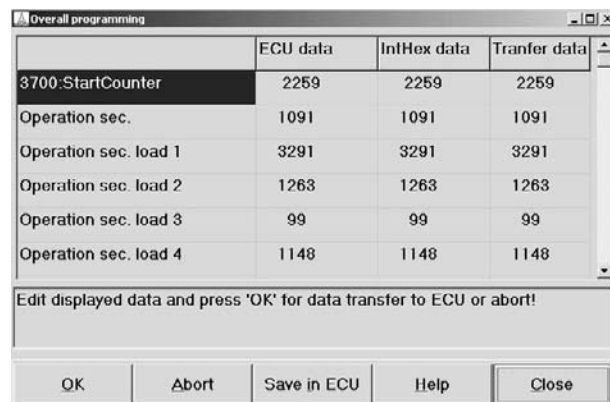 Overall programming
ECU data IntHex data Tranfer data
3700:StartCounter 2259 2259 2259
Operation sec. 1091 1091 1091
Operation sec. load 1 3291 3291 3291
Operation sec. load 2 1263 1263 1263
Operation sec. load 3 99 99 99
Operation sec. load 4 1148 1148 1148
Edit displayed data and press 'OK' for data transfer to ECU or abort!
OK Abort Save in ECU Help Close